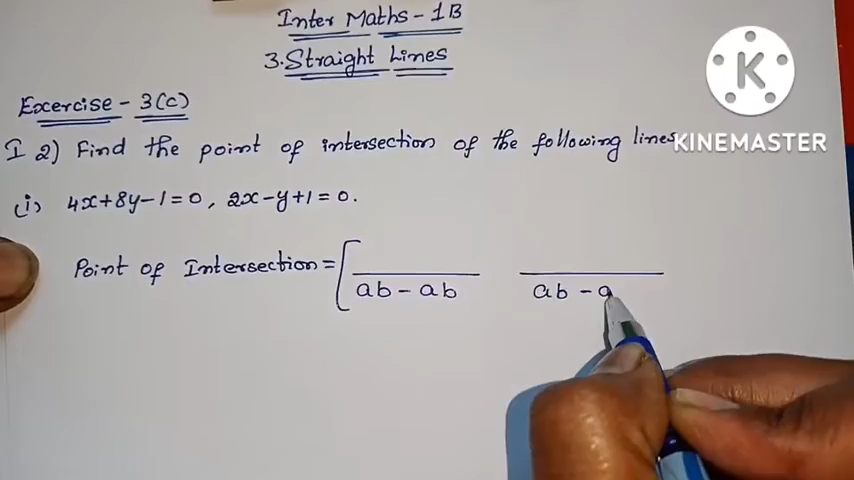 Inter Maths - 1B
3. Straight Lines
Excercise - 3(c)
I 2) Find the point of intersection of the following lines
(i) 4x+8y-1=0, 2x-y+1=0.
Point of Intersection = [
ab - ab ab - a
K
KINEMASTER